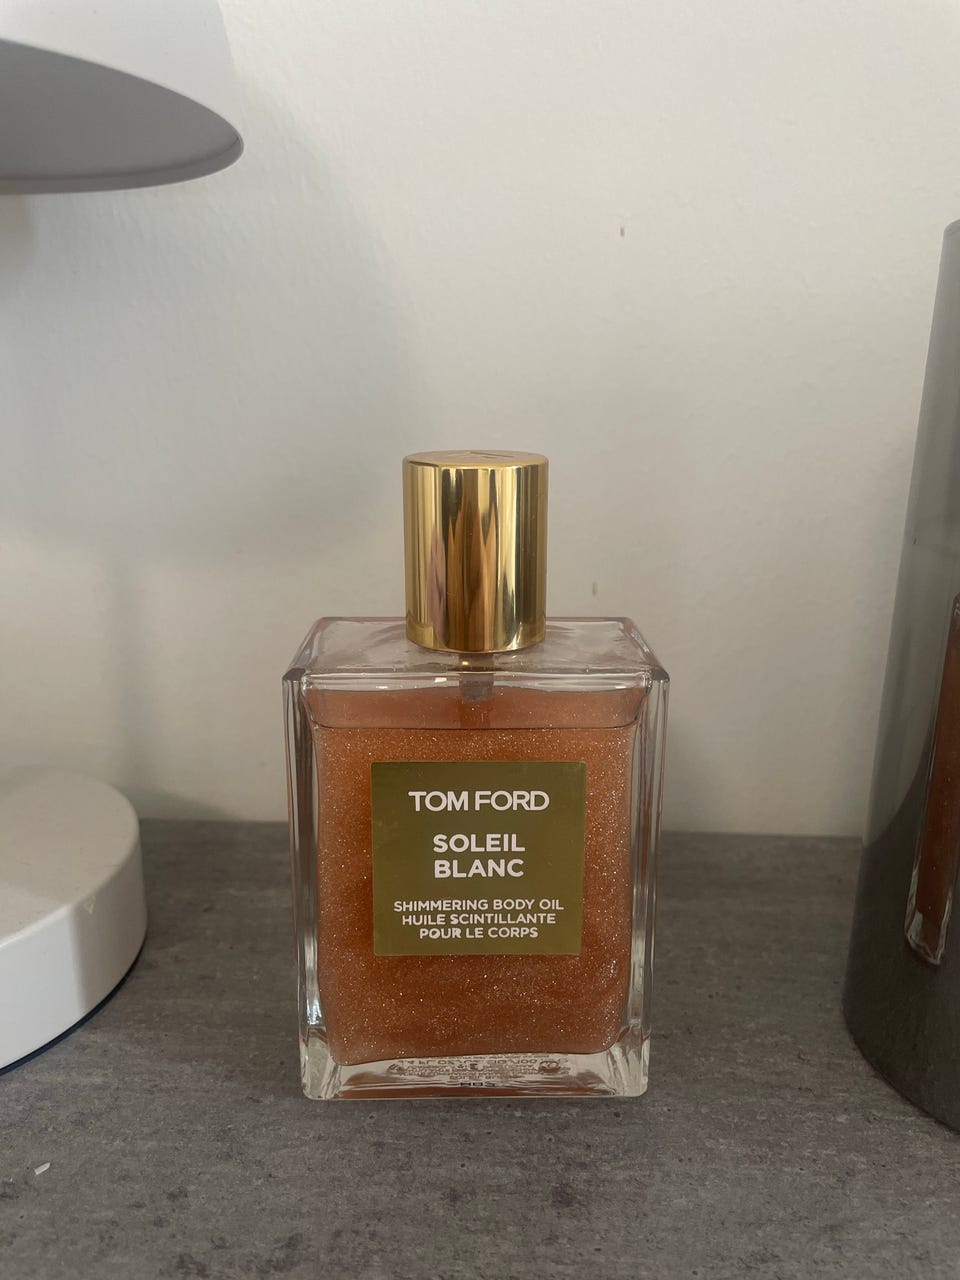 TOM FORD
SOLEIL
BLANC
SHIMMERING BODY OIL
HUILE SCINTILLANTE
POUR LE CORPS